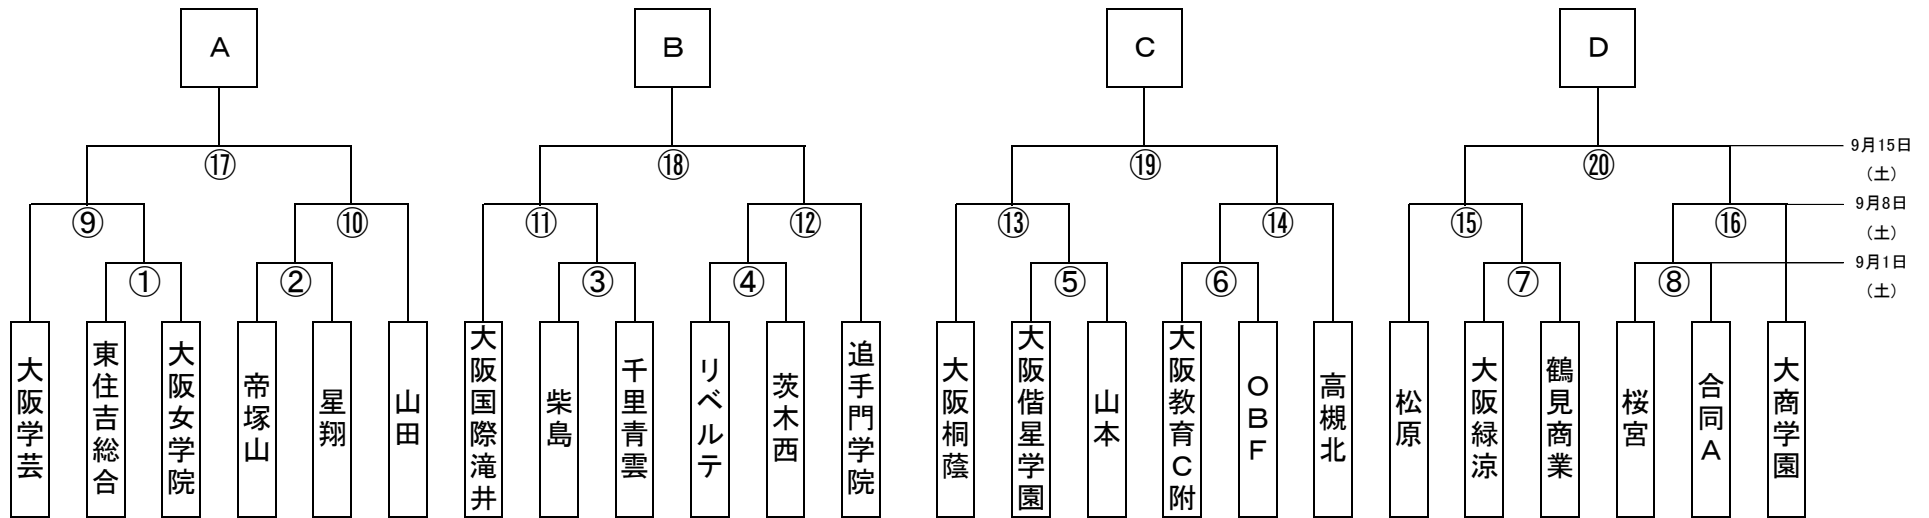 A
B
C
D
⑰
⑱
⑲
⑳
9月15日
(土)
⑨
⑩
⑪
⑫
⑬
⑭
⑮
⑯
9月8日
(土)
①
②
③
④
⑤
⑥
⑦
⑧
9月1日
(土)
大阪学芸
東住吉総合
大阪女学院
帝塚山
星翔
山田
大阪国際滝井
柴島
千里青雲
リベルテ
茨木西
追手門学院
大阪桐蔭
大阪偕星学園
山本
大阪教育C附
OBF
高槻北
松原
大阪緑涼
鶴見商業
桜宮
合同A
大商学園